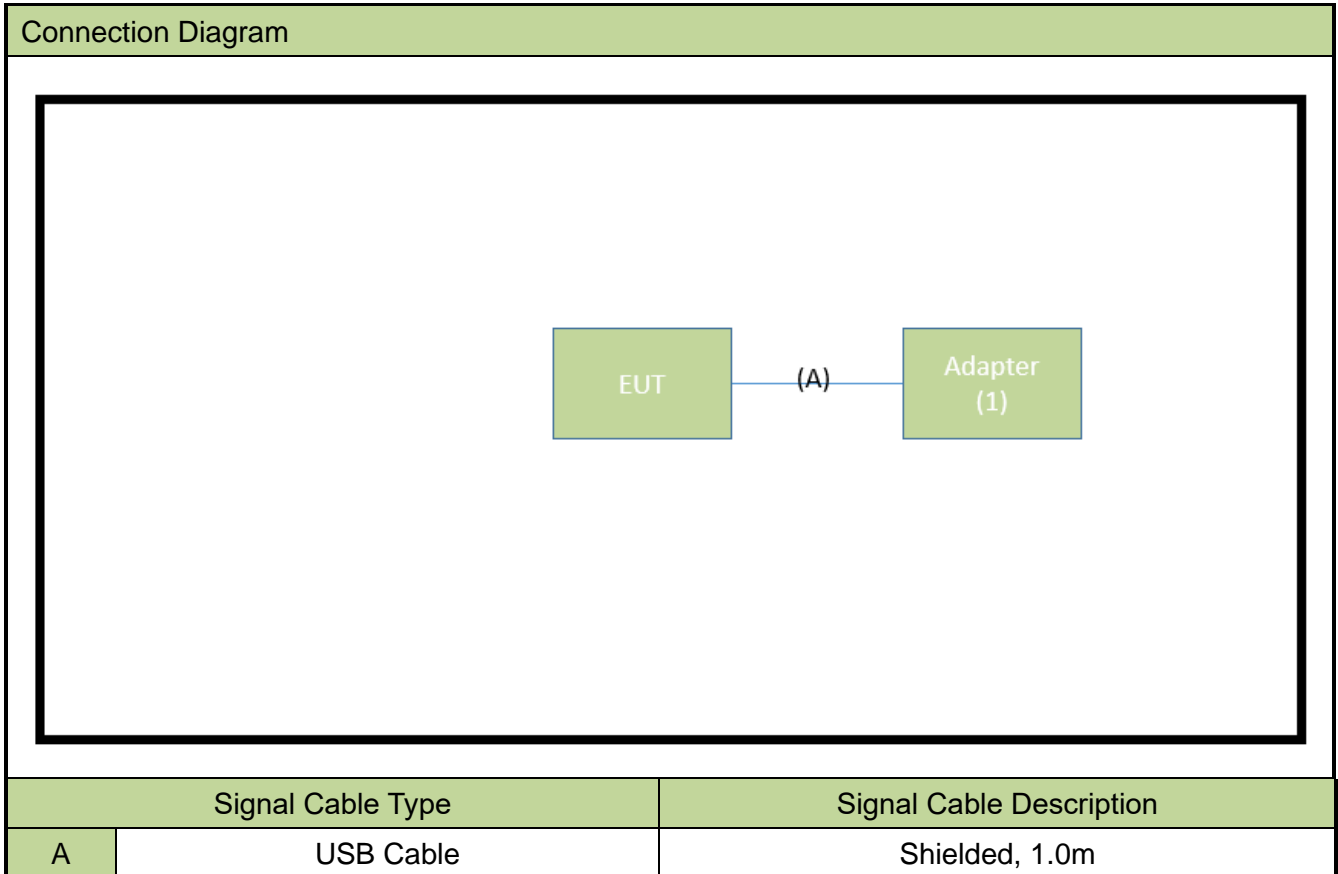 Connection Diagram
EUT
(A)
Adapter
(1)
Signal Cable Type
Signal Cable Description
A
USB Cable
Shielded, 1.0m